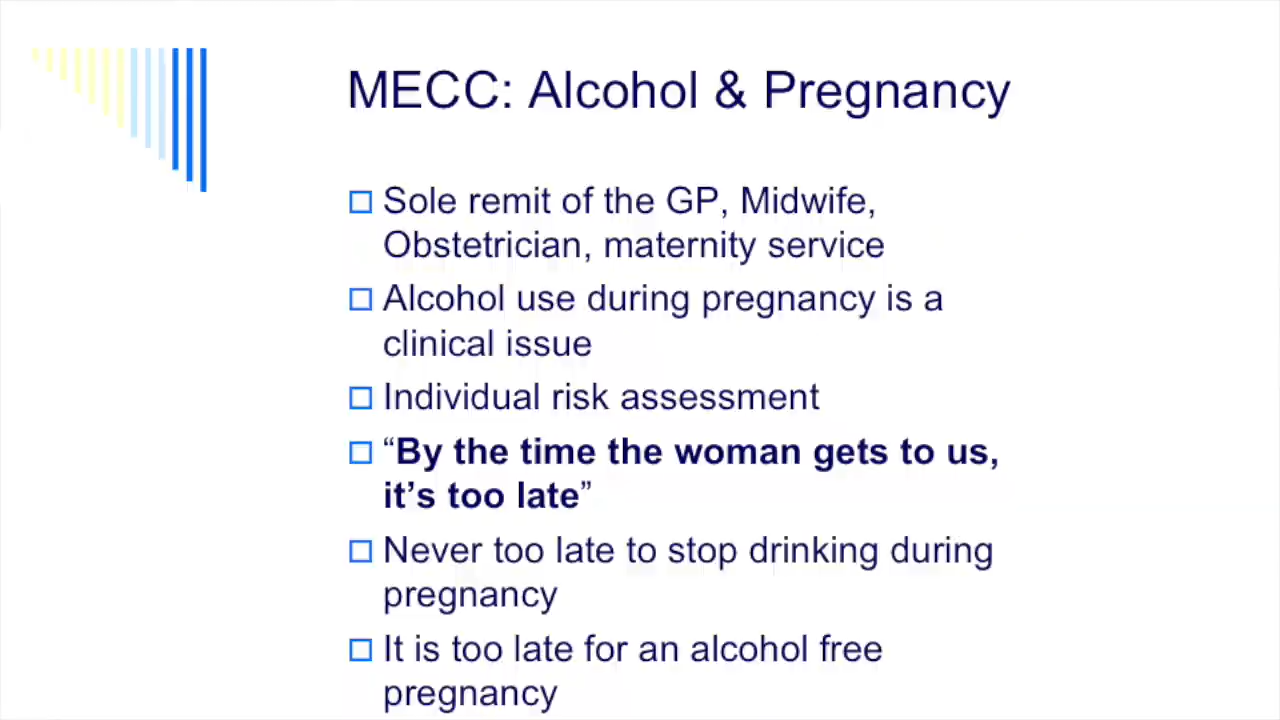 MECC: Alcohol & Pregnancy
Sole remit of the GP, Midwife,
Obstetrician, maternity service
Alcohol use during pregnancy is a
clinical issue
Individual risk assessment
“By the time the woman gets to us,
it’s too late”
Never too late to stop drinking during
pregnancy
It is too late for an alcohol free
pregnancy